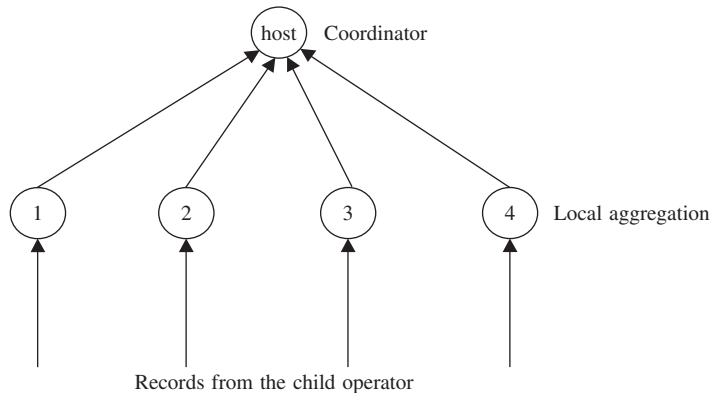 host Coordinator
1 2 3 4 Local aggregation
Records from the child operator